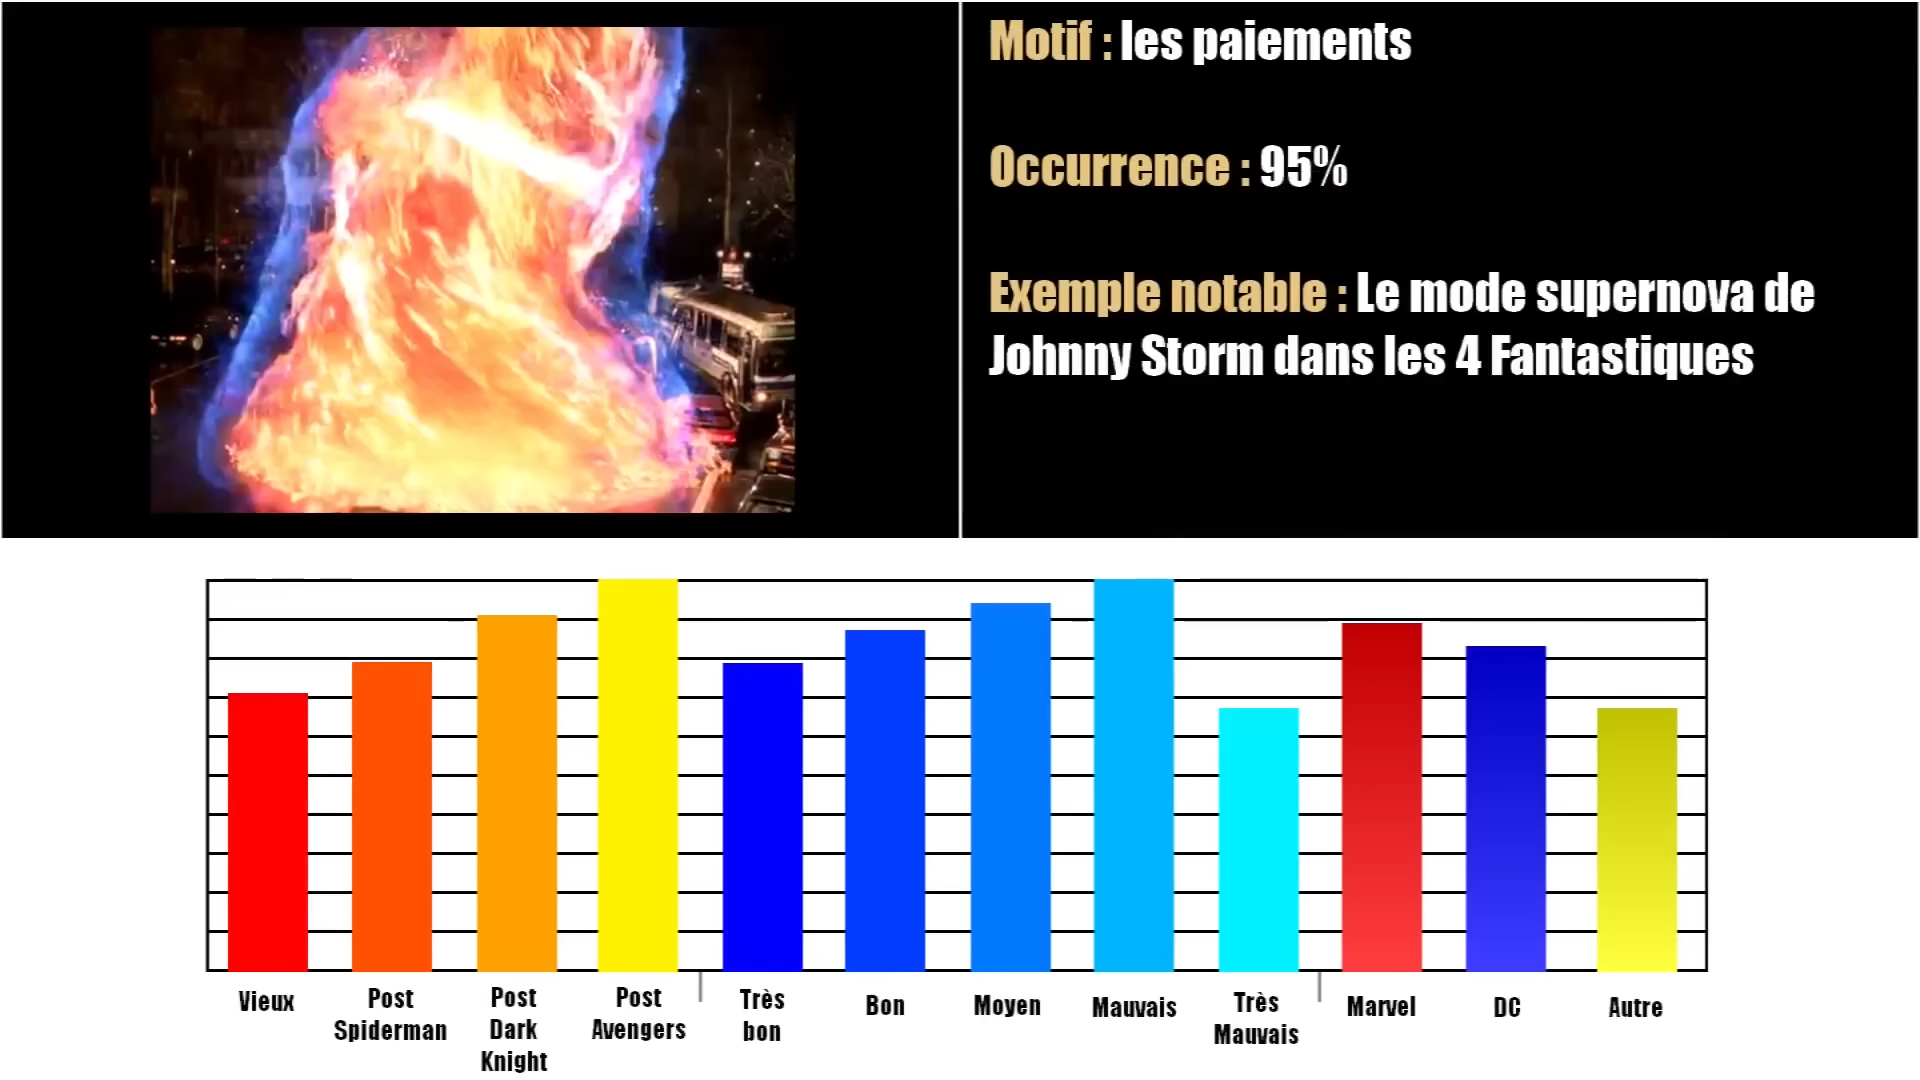 Motif : les paiements
Occurrence : 95%
Exemple notable : Le mode supernova de
Johnny Storm dans les 4 Fantastiques
Vieux
Post
Spiderman
Post
Dark
Knight
Post
Avengers
Très
bon
Bon
Moyen
Mauvais
Très
Mauvais
Marvel
DC
Autre